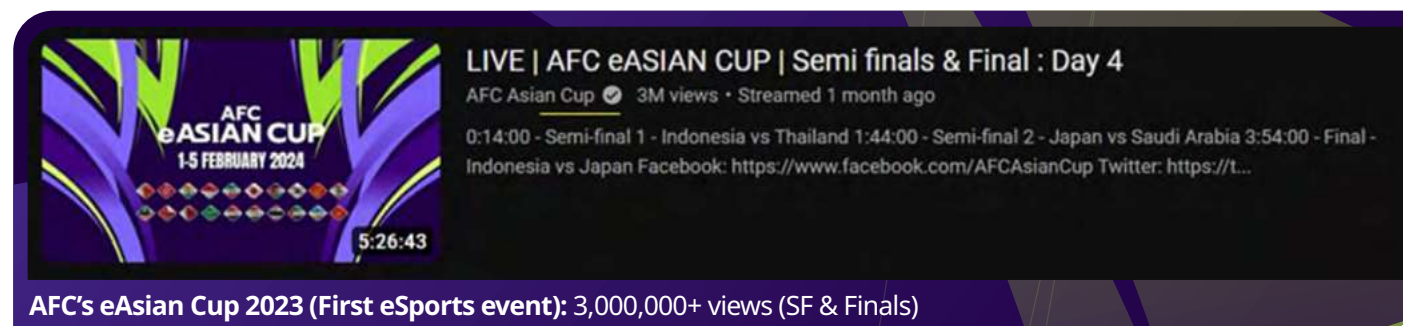 AFC
eASIAN CUP
1-5 FEBRUARY 2024
5:26:43
LIVE | AFC eASIAN CUP | Semi finals & Final : Day 4
AFC Asian Cup 3M views • Streamed 1 month ago
0:14:00 - Semi-final 1 - Indonesia vs Thailand 1:44:00 - Semi-final 2 - Japan vs Saudi Arabia 3:54:00 - Final -
Indonesia vs Japan Facebook: https://www.facebook.com/AFCAsianCup Twitter: https://t...
AFC’s eAsian Cup 2023 (First eSports event): 3,000,000+ views (SF & Finals)